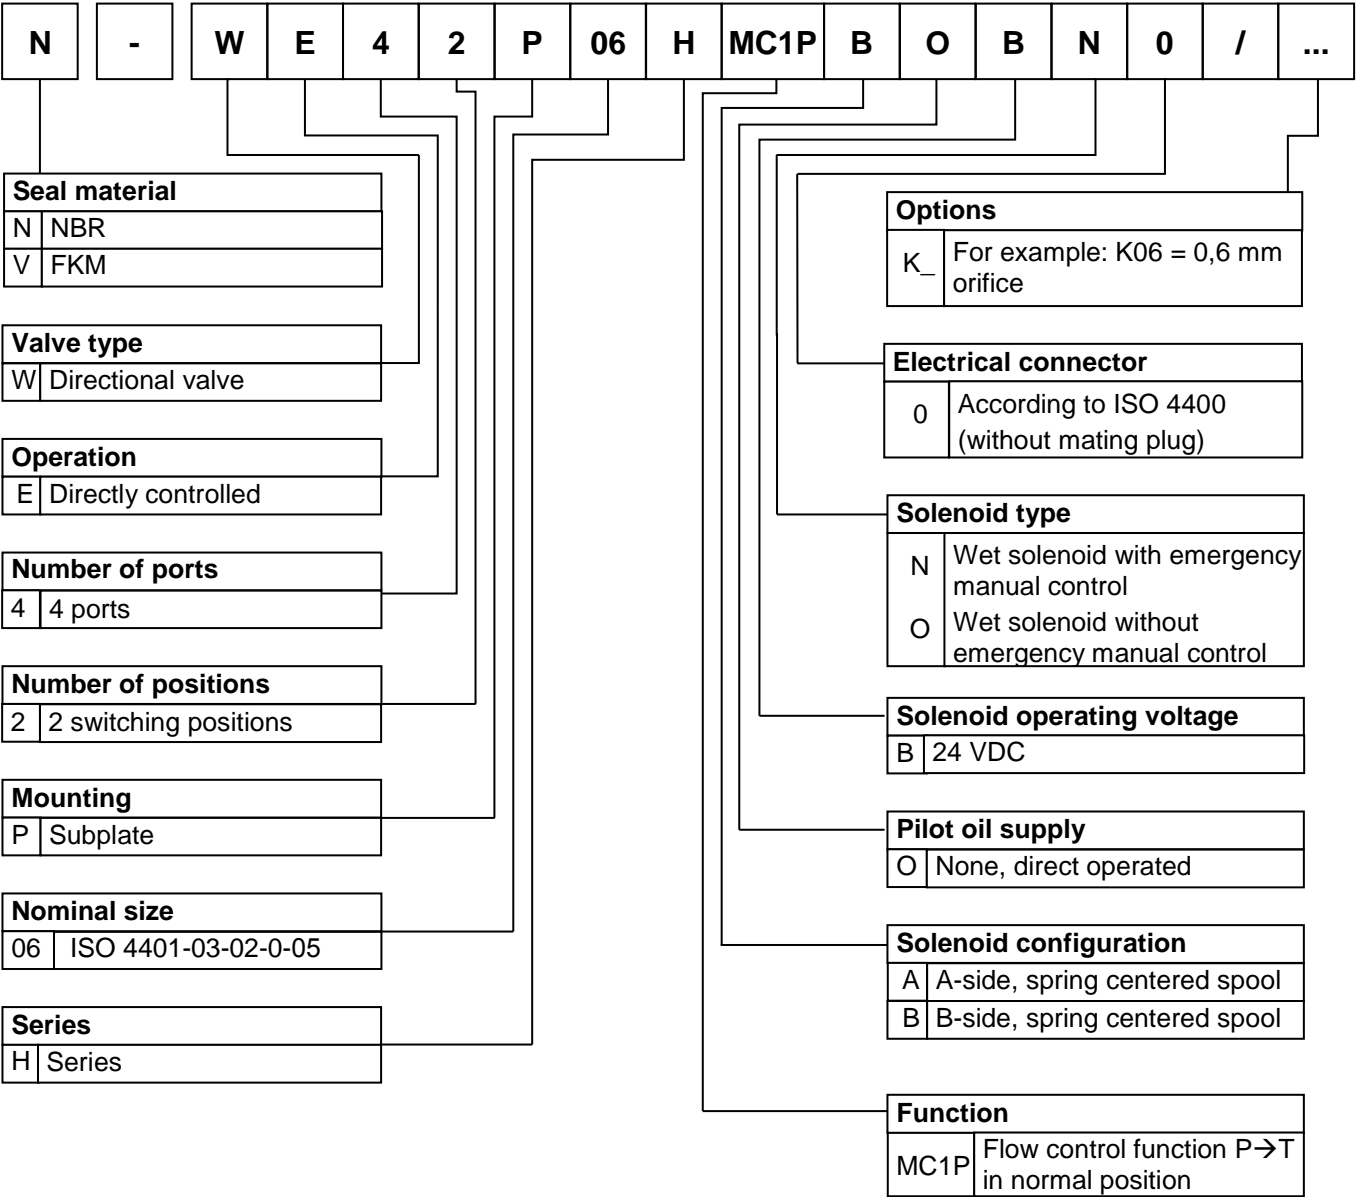 N - W E 4 2 P 06 H MC1P B O B N 0 / ...
Seal material
N NBR
V FKM
Valve type
W Directional valve
Operation
E Directly controlled
Number of ports
4 4 ports
Number of positions
2 2 switching positions
Mounting
P Subplate
Nominal size
06 ISO 4401-03-02-0-05
Series
H Series
Options
K_ For example: K06 = 0,6 mm
orifice
Electrical connector
0 According to ISO 4400
(without mating plug)
Solenoid type
N Wet solenoid with emergency
manual control
O Wet solenoid without
emergency manual control
Solenoid operating voltage
B 24 VDC
Pilot oil supply
O None, direct operated
Solenoid configuration
A A-side, spring centered spool
B B-side, spring centered spool
Function
MC1P Flow control function P→T
in normal position